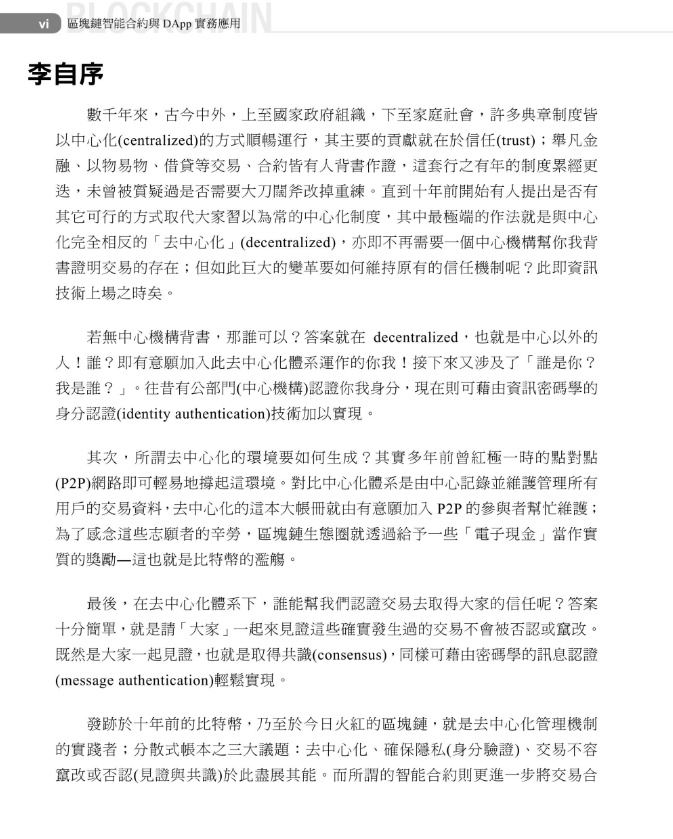 BLOCKCHAIN
vi 區塊鏈智能合約與 DApp 實務應用
李自序
數千年來，古今中外，上至國家政府組織，下至家庭社會，許多典章制度皆
以中心化(centralized)的方式順暢運行，其主要的貢獻就在於信任(trust)；舉凡金
融、以物易物、借貸等交易、合約皆有人背書作證，這套行之有年的制度累經更
迭，未曾被質疑過是否需要大刀闊斧改掉重練。直到十年前開始有人提出是否有
其它可行的方式取代大家習以為常的中心化制度，其中最極端的作法就是與中心
化完全相反的「去中心化」(decentralized)，亦即不再需要一個中心機構幫你我背
書證明交易的存在；但如此巨大的變革要如何維持原有的信任機制呢？此即資訊
技術上場之時矣。
若無中心機構背書，那誰可以？答案就在 decentralized，也就是中心以外的
人！誰？即有意願加入此去中心化體系運作的你我！接下來又涉及了「誰是你？
我是誰？」。往昔有公部門(中心機構)認證你我身分，現在則可藉由資訊密碼學的
身分認證(identity authentication)技術加以實現。
其次，所謂去中心化的環境要如何生成？其實多年前曾紅極一時的點對點
(P2P)網路即可輕易地撐起這環境。對比中心化體系是由中心記錄並維護管理所有
用戶的交易資料，去中心化的這本大帳冊就由有意願加入 P2P 的參與者幫忙維護；
為了感念這些志願者的辛勞，區塊鏈生態圈就透過給予一些「電子現金」當作實
質的獎勵—這也就是比特幣的濫觴。
最後，在去中心化體系下，誰能幫我們認證交易去取得大家的信任呢？答案
十分簡單，就是請「大家」一起來見證這些確實發生過的交易不會被否認或竄改。
既然是大家一起見證，也就是取得共識(consensus)，同樣可藉由密碼學的訊息認證
(message authentication)輕鬆實現。
發跡於十年前的比特幣，乃至於今日火紅的區塊鏈，就是去中心化管理機制
的實踐者；分散式帳本之三大議題：去中心化、確保隱私(身分驗證)、交易不容
竄改或否認(見證與共識)於此盡展其能。而所謂的智能合約則更進一步將交易合